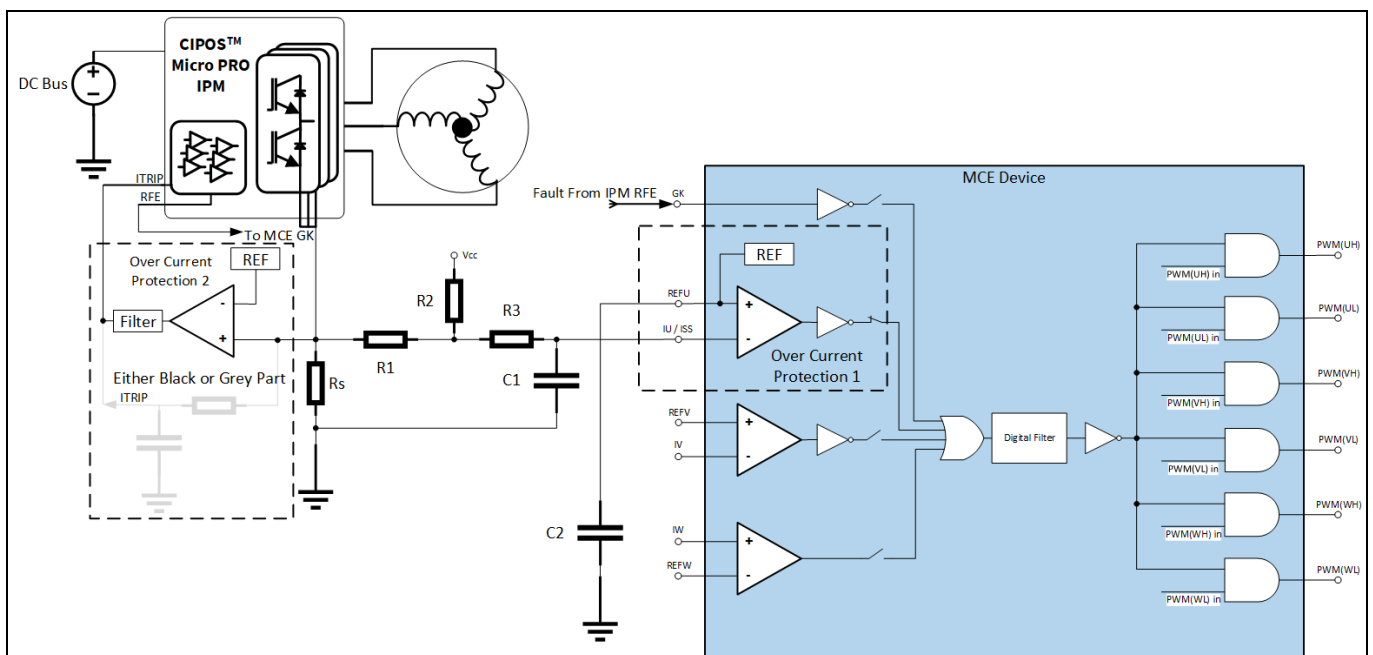 CIPOS™
Micro PRO
IPM
DC Bus
ITRIP
RFE
To MCE GK
Over Current
Protection 2
REF
Filter
Either Black or Grey Part
ITRIP
Rs
R1
Vcc
R2
R3
C1
C2
Fault From IPM RFE
GK
MCE Device
REF
REFU
+
IU / ISS
-
Over Current
Protection 1
REFV
+
IV
-
IW
+
REFW
-
-
+
Digital Filter
PWM(UH)
PWM(UH) in
PWM(UL)
PWM(UL) in
PWM(VH)
PWM(VH) in
PWM(VL)
PWM(VL) in
PWM(WH)
PWM(WH) in
PWM(WL)
PWM(WL) in